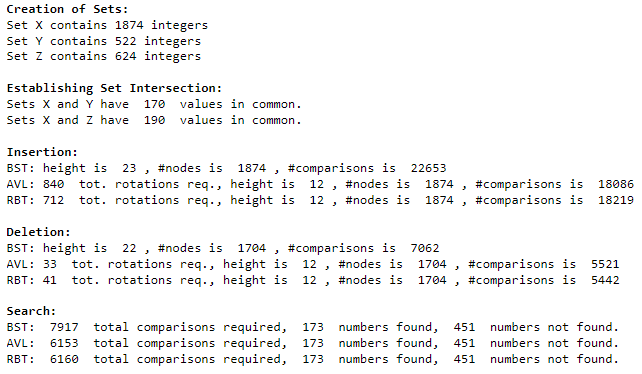 Creation of Sets:
Set X contains 1874 integers
Set Y contains 522 integers
Set Z contains 624 integers
Establishing Set Intersection:
Sets X and Y have 170 values in common.
Sets X and Z have 190 values in common.
Insertion:
BST: height is 23 , #nodes is 1874 , #comparisons is 22653
AVL: 840 tot. rotations req., height is 12 , #nodes is 1874 , #comparisons is 18086
RBT: 712 tot. rotations req., height is 12 , #nodes is 1874 , #comparisons is 18219
Deletion:
BST: height is 22 , #nodes is 1704 , #comparisons is 7062
AVL: 33 tot. rotations req., height is 12 , #nodes is 1704 , #comparisons is 5521
RBT: 41 tot. rotations req., height is 12 , #nodes is 1704 , #comparisons is 5442
Search:
BST: 7917 total comparisons required, 173 numbers found, 451 numbers not found.
AVL: 6153 total comparisons required, 173 numbers found, 451 numbers not found.
RBT: 6160 total comparisons required, 173 numbers found, 451 numbers not found.